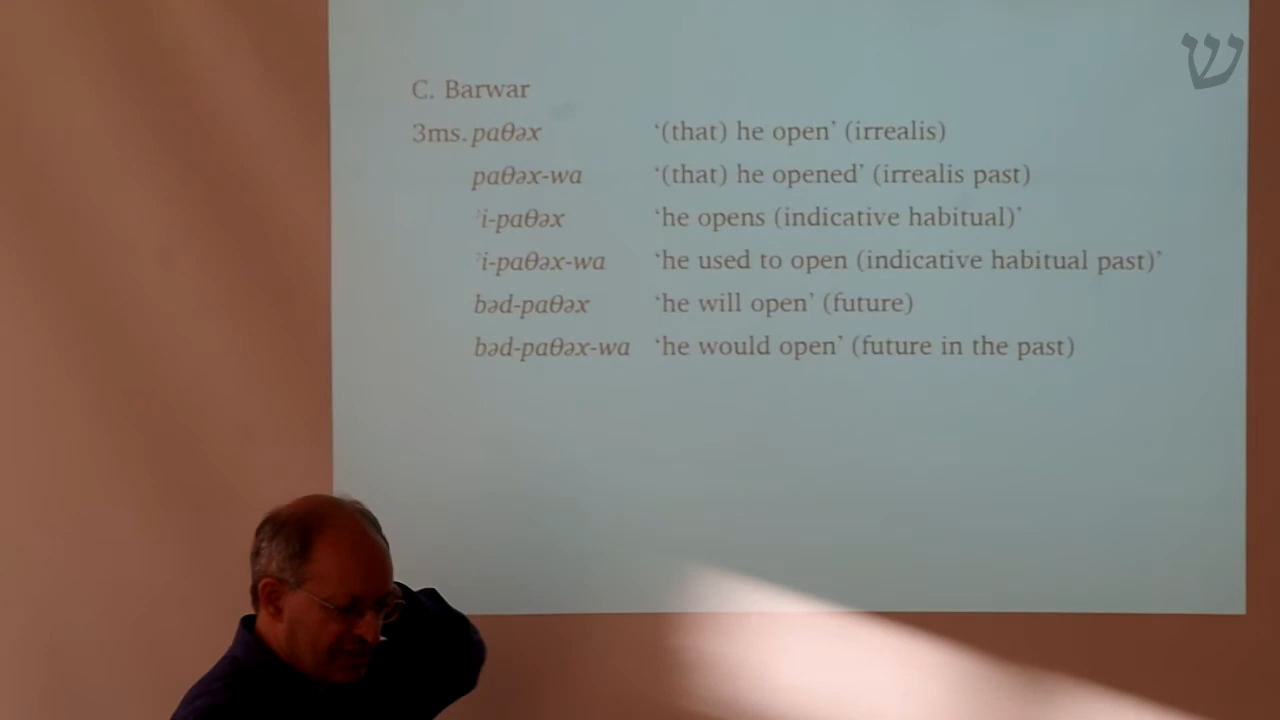 ש
C. Barwar
3ms. paθəx ‘(that) he open’ (irrealis)
paθəx-wa ‘(that) he opened’ (irrealis past)
ʾi-paθəx ‘he opens (indicative habitual)’
ʾi-paθəx-wa ‘he used to open (indicative habitual past)’
bəd-paθəx ‘he will open’ (future)
bəd-paθəx-wa ‘he would open’ (future in the past)